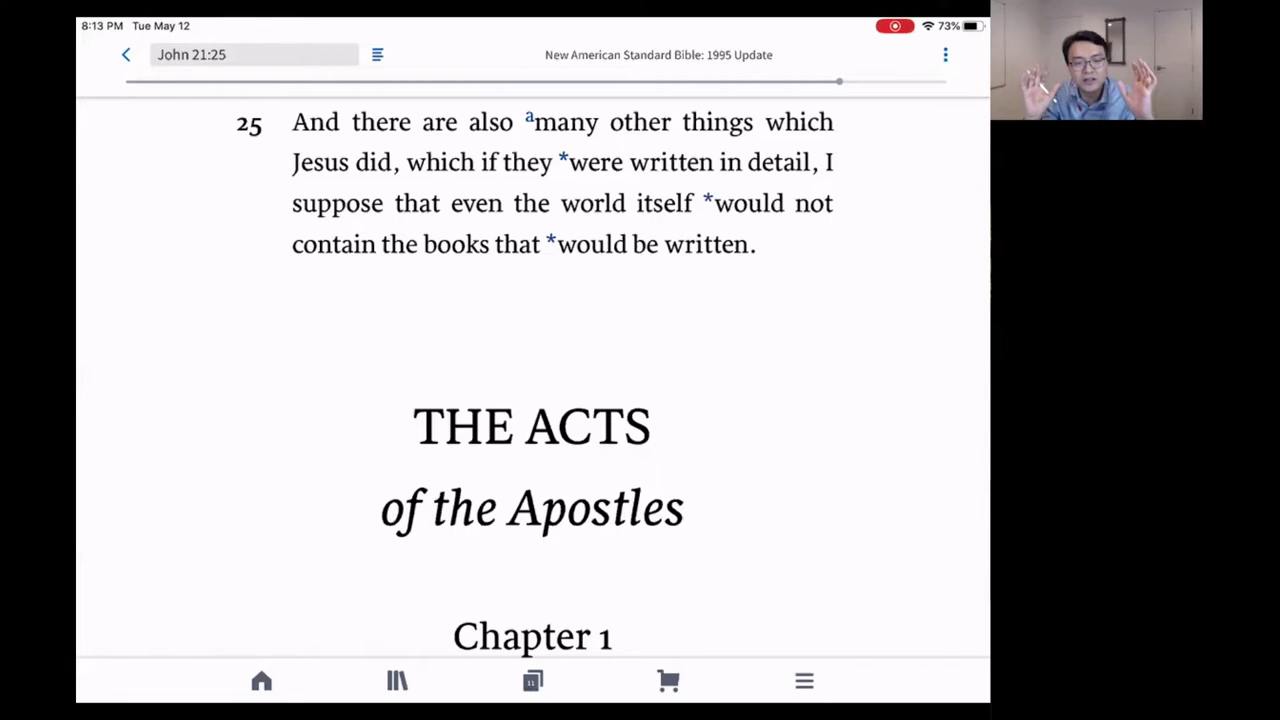 8:13 PM Tue May 12
73%
John 21:25
New American Standard Bible: 1995 Update
25 And there are also ᵃmany other things which
Jesus did, which if they *were written in detail, I
suppose that even the world itself *would not
contain the books that *would be written.
THE ACTS
of the Apostles
Chapter 1
11